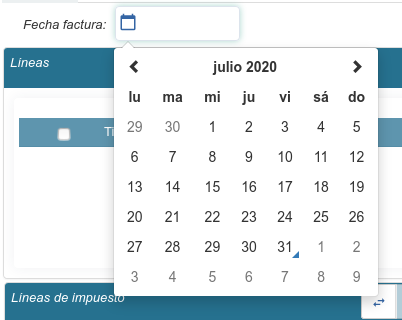 Fecha factura:
julio 2020
Líneas
lu ma mi ju vi sá do
29 30 1 2 3 4 5
6 7 8 9 10 11 12
13 14 15 16 17 18 19
20 21 22 23 24 25 26
27 28 29 30 31 1 2
3 4 5 6 7 8 9
Líneas de impuesto